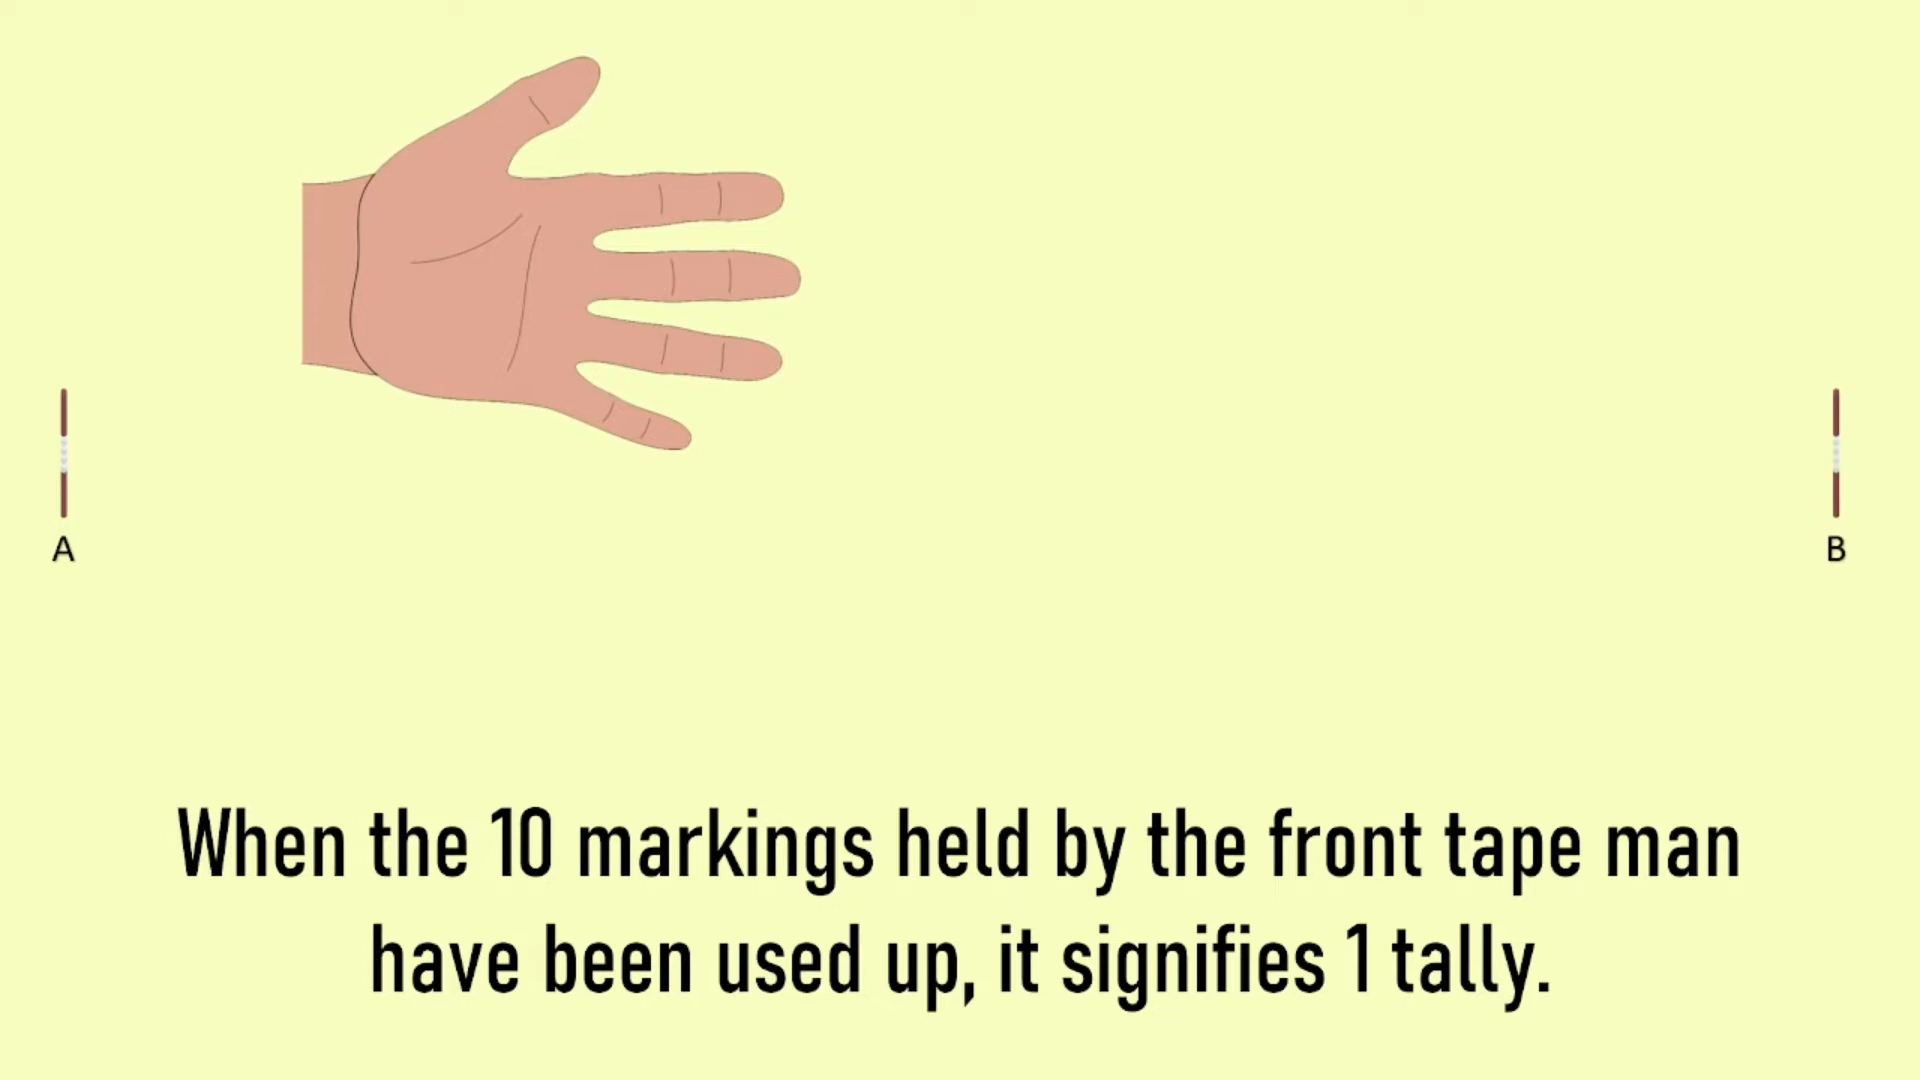 A
B
When the 10 markings held by the front tape man
have been used up, it signifies 1 tally.